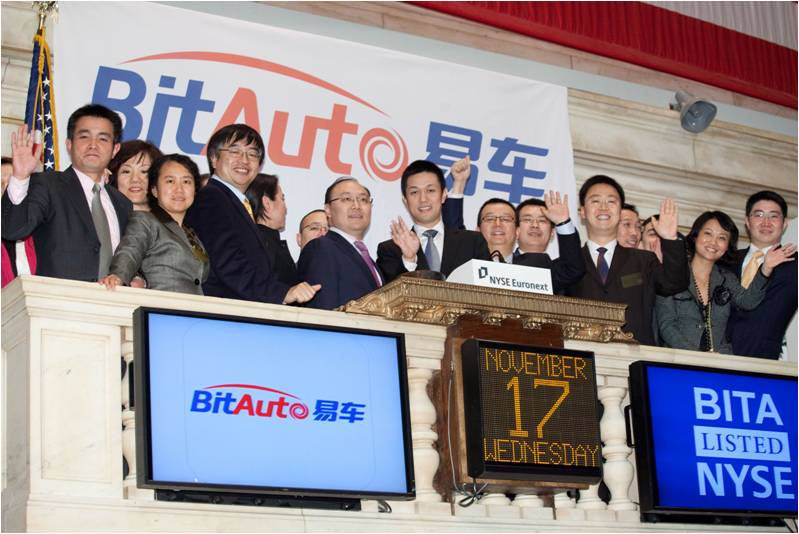 BitAuto 易车
NYSE Euronext
BitAuto 易车
NOVEMBER
17
WEDNESDAY
BITA
LISTED
NYSE